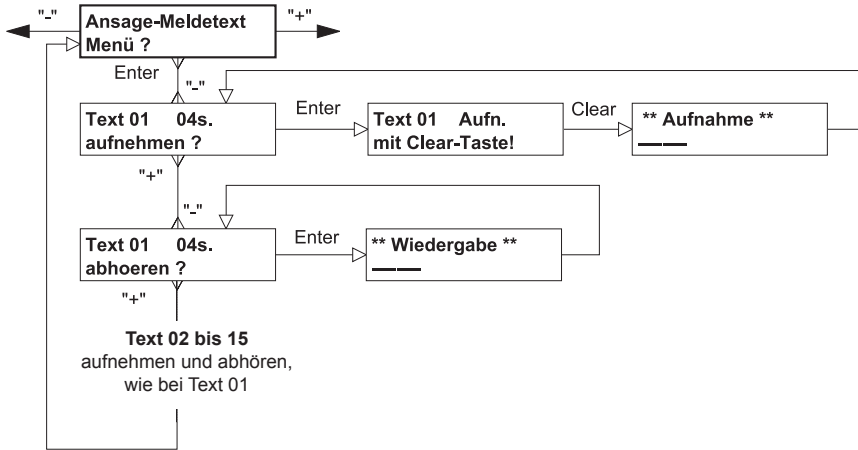 "-"
Ansage-Meldetext
Menü ?
"+"
Enter
"-"
Text 01 04s.
aufnehmen ?
Enter
Text 01 Aufn.
mit Clear-Taste!
Clear
** Aufnahme **
"+"
"-"
Text 01 04s.
abhoeren ?
Enter
** Wiedergabe **
"+"
Text 02 bis 15
aufnehmen und abhören,
wie bei Text 01